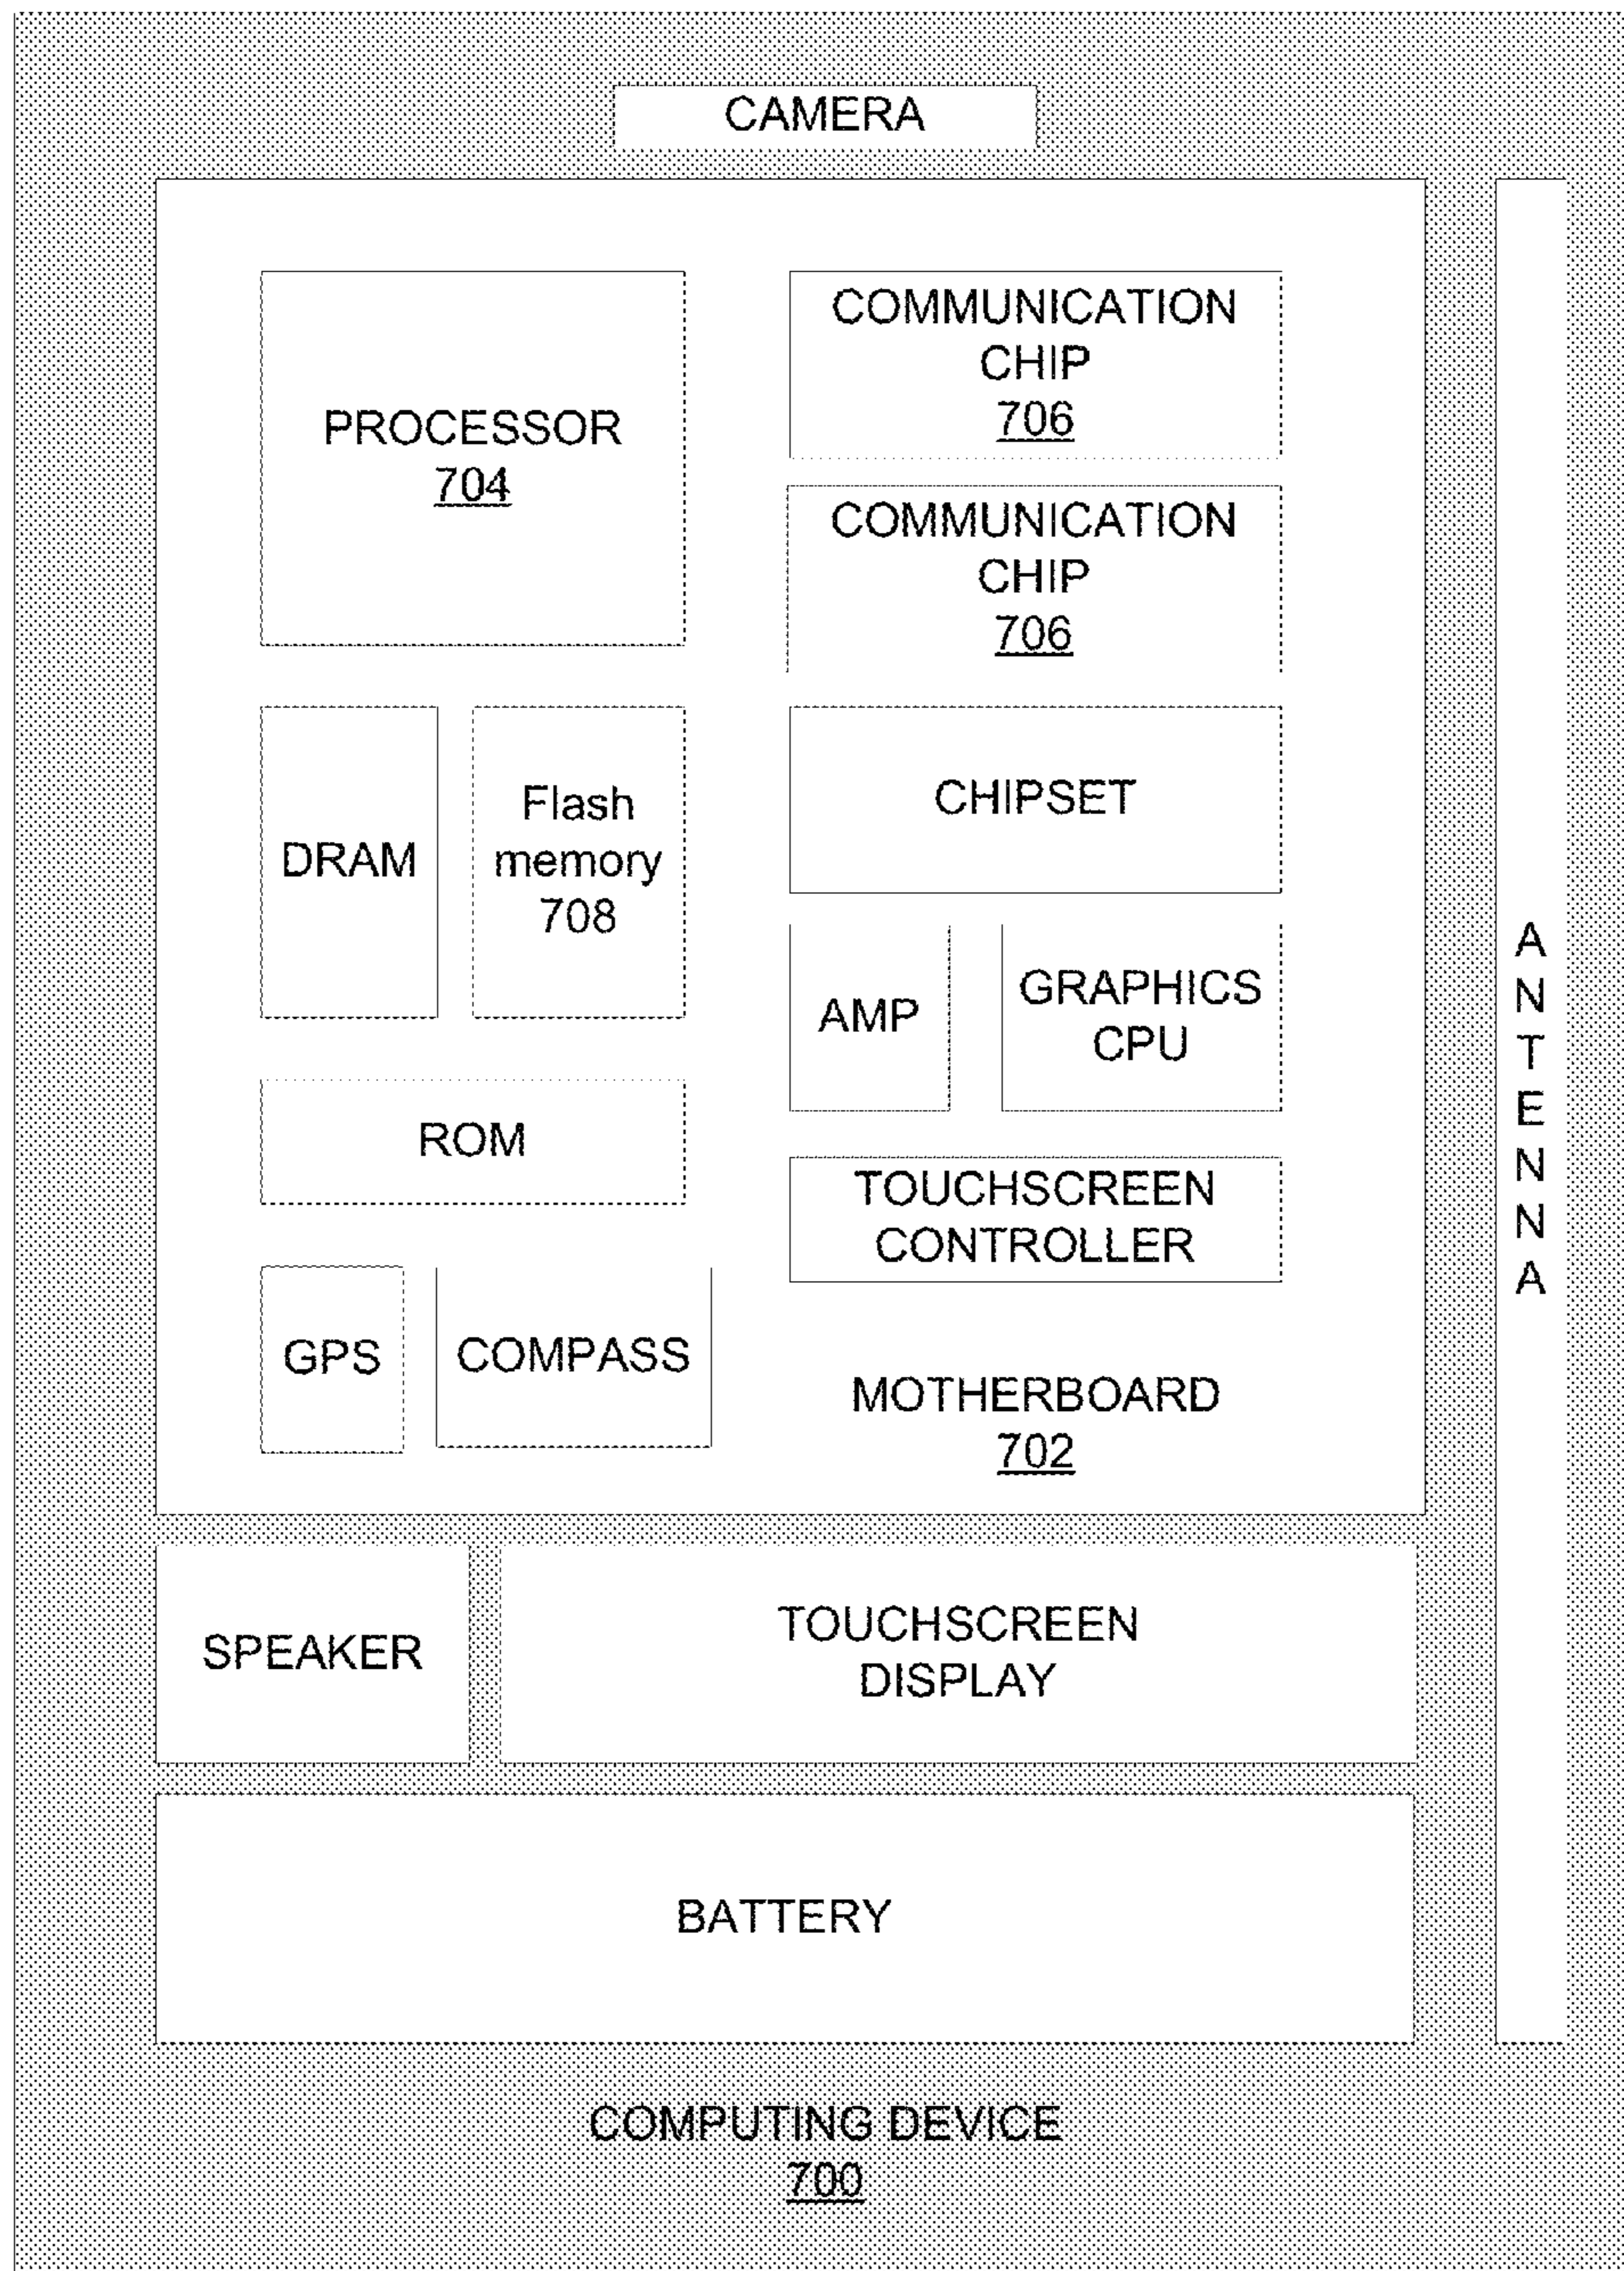 CAMERA
PROCESSOR
704
COMMUNICATION
CHIP
706
COMMUNICATION
CHIP
706
DRAM
Flash
memory
708
CHIPSET
AMP
GRAPHICS
CPU
ROM
TOUCHSCREEN
CONTROLLER
GPS
COMPASS
MOTHERBOARD
702
A
N
T
E
N
N
A
SPEAKER
TOUCHSCREEN
DISPLAY
BATTERY
COMPUTING DEVICE
700